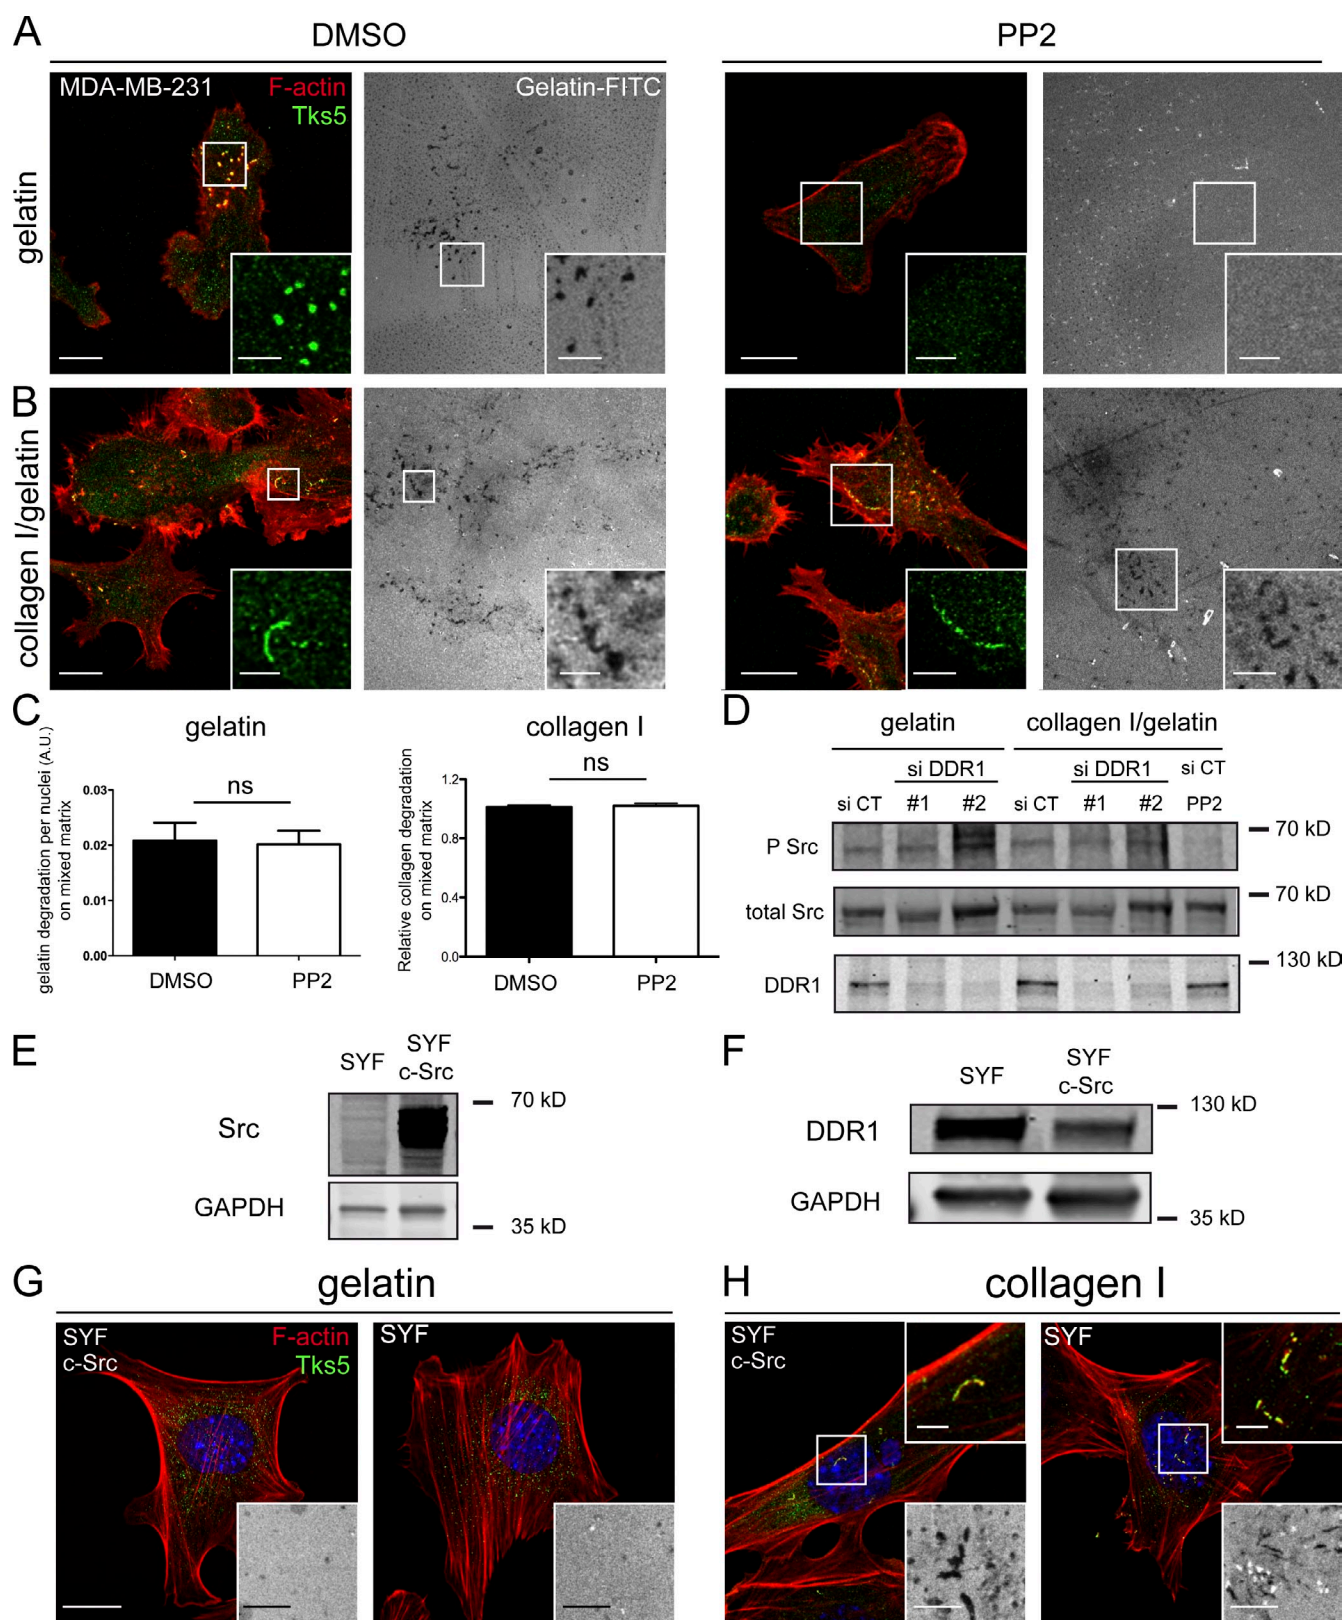 A
DMSO
PP2
MDA-MB-231
F-actin
Tks5
Gelatin-FITC
gelatin
B
collagen I/gelatin
C
gelatin
gelatin degradation per nuclei (A.U.)
on mixed matrix
0.03
0.02
0.01
0.00
ns
DMSO
PP2
collagen I
Relative collagen degradation
on mixed matrix
1.2
0.8
0.4
0.0
ns
DMSO
PP2
D
gelatin
collagen I/gelatin
si DDR1
si DDR1
si CT
si CT
#1
#2
si CT
#1
#2
PP2
P Src
70 kD
total Src
70 kD
DDR1
130 kD
E
SYF
SYF
c-Src
Src
70 kD
GAPDH
35 kD
F
SYF
SYF
c-Src
DDR1
130 kD
GAPDH
35 kD
G
gelatin
SYF
c-Src
F-actin
Tks5
SYF
H
collagen I
SYF
c-Src
SYF